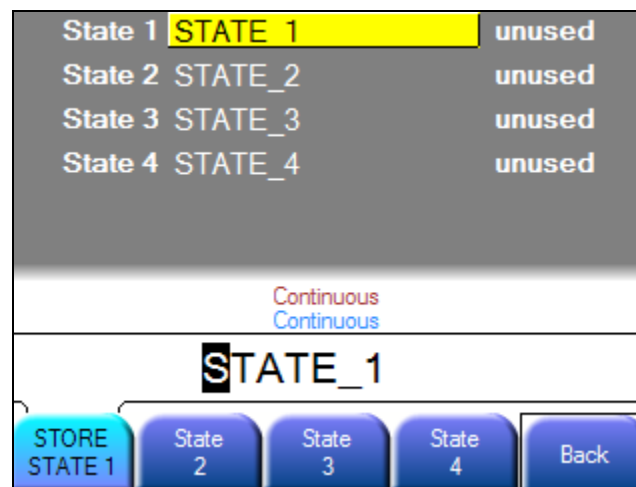 State 1 STATE_1 unused
State 2 STATE_2 unused
State 3 STATE_3 unused
State 4 STATE_4 unused
Continuous
Continuous
STATE_1
STORE STATE 1
State 2
State 3
State 4
Back